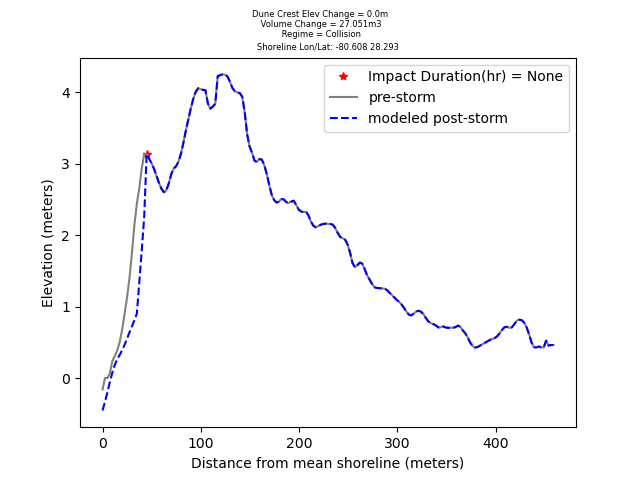 Dune Crest Elev Change = 0.0m
Volume Change = 27.051m3
Regime = Collision
Shoreline Lon/Lat: -80.608 28.293
Impact Duration(hr) = None
pre-storm
modeled post-storm
Elevation (meters)
4
3
2
1
0
0 100 200 300 400
Distance from mean shoreline (meters)